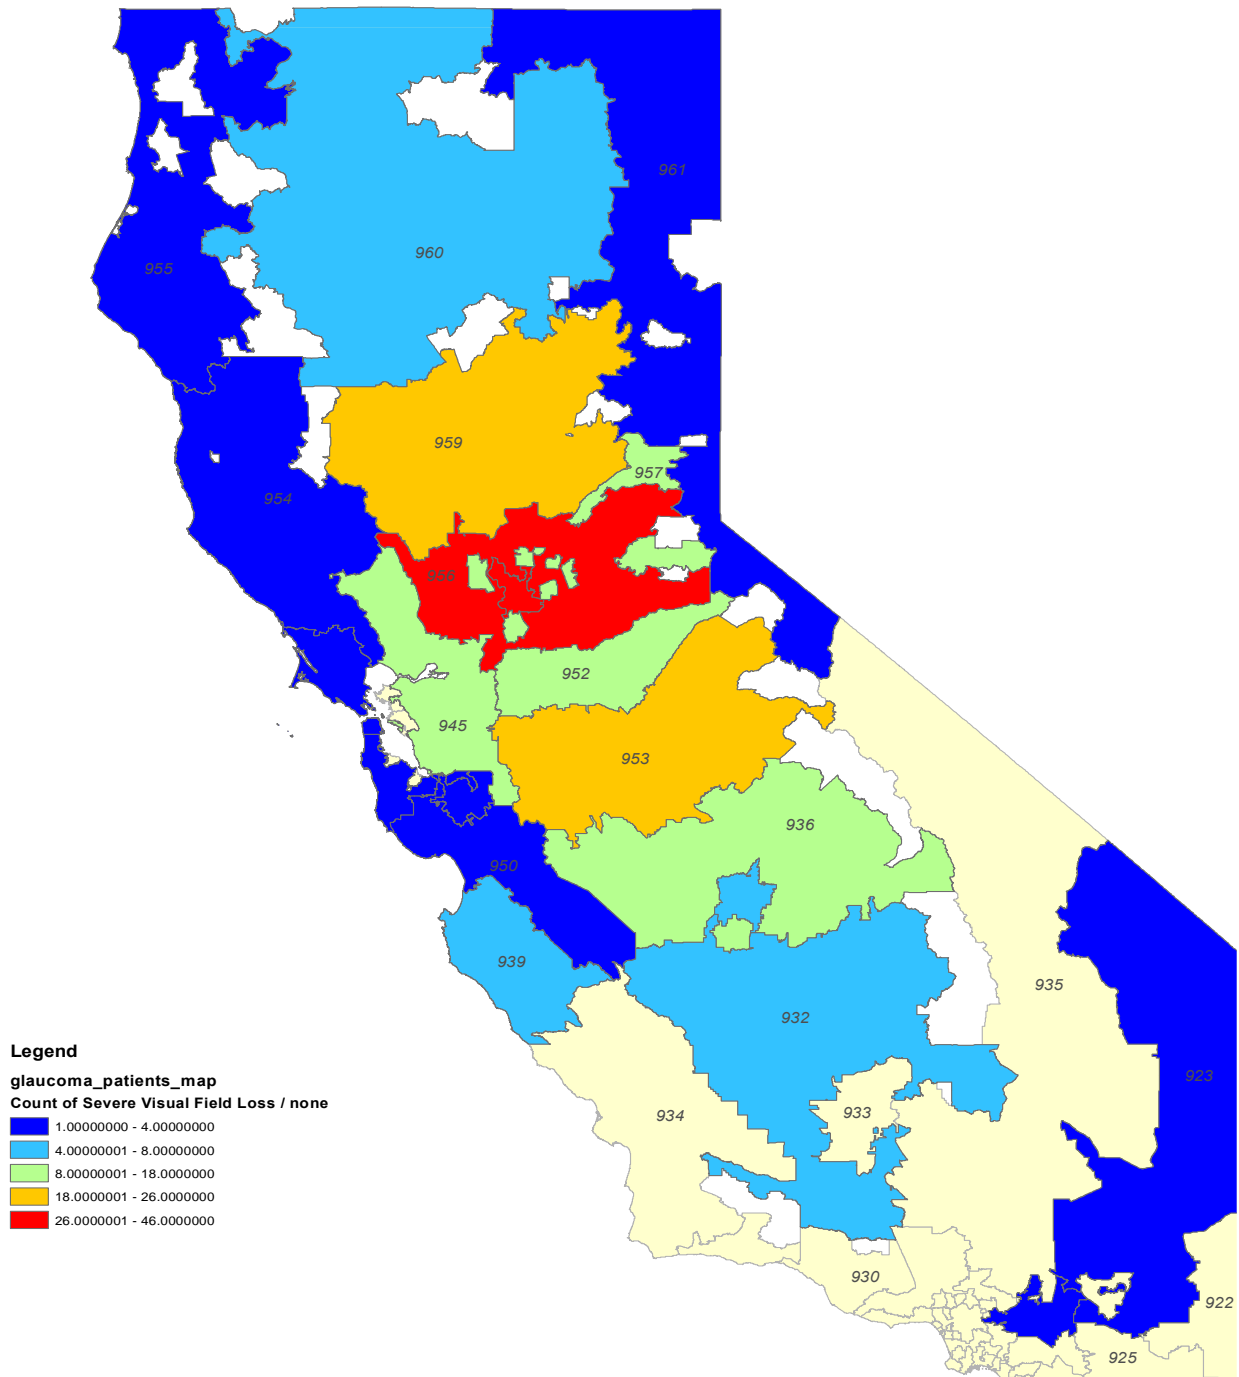 961
960
955
959
957
954
956
952
945
953
936
950
939
935
932
923
934
933
930
922
925
Legend
glaucoma_patients_map
Count of Severe Visual Field Loss / none
1.00000000 - 4.00000000
4.00000001 - 8.00000000
8.00000001 - 18.0000000
18.0000001 - 26.0000000
26.0000001 - 46.0000000